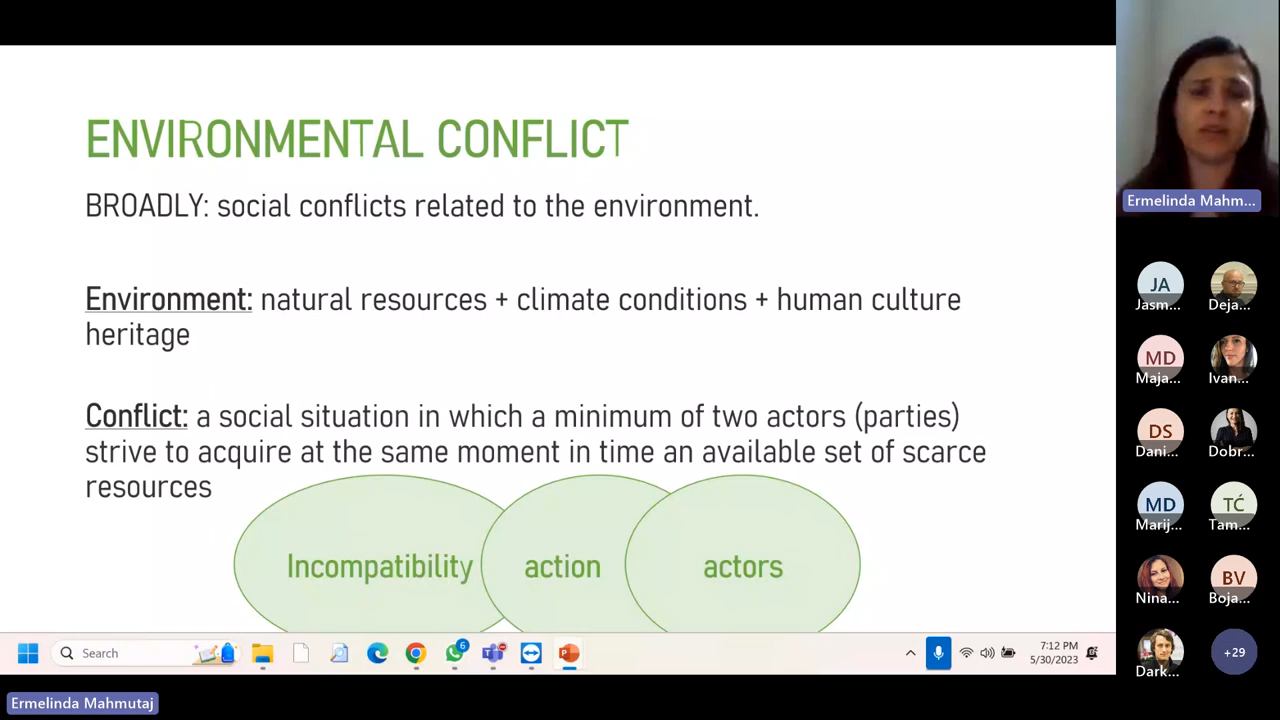 ENVIRONMENTAL CONFLICT
BROADLY: social conflicts related to the environment.
Environment: natural resources + climate conditions + human culture
heritage
Conflict: a social situation in which a minimum of two actors (parties)
strive to acquire at the same moment in time an available set of scarce
resources
Incompatibility
action
actors
Search
6
7:12 PM
5/30/2023
Ermelinda Mahmutaj
Ermelinda Mahm...
JA
Jasm...
Deja...
MD
Maja...
Ivan...
DS
Dani...
Dobr...
MD
Marij...
TĆ
Tam...
Nina...
BV
Boja...
Dark...
+29